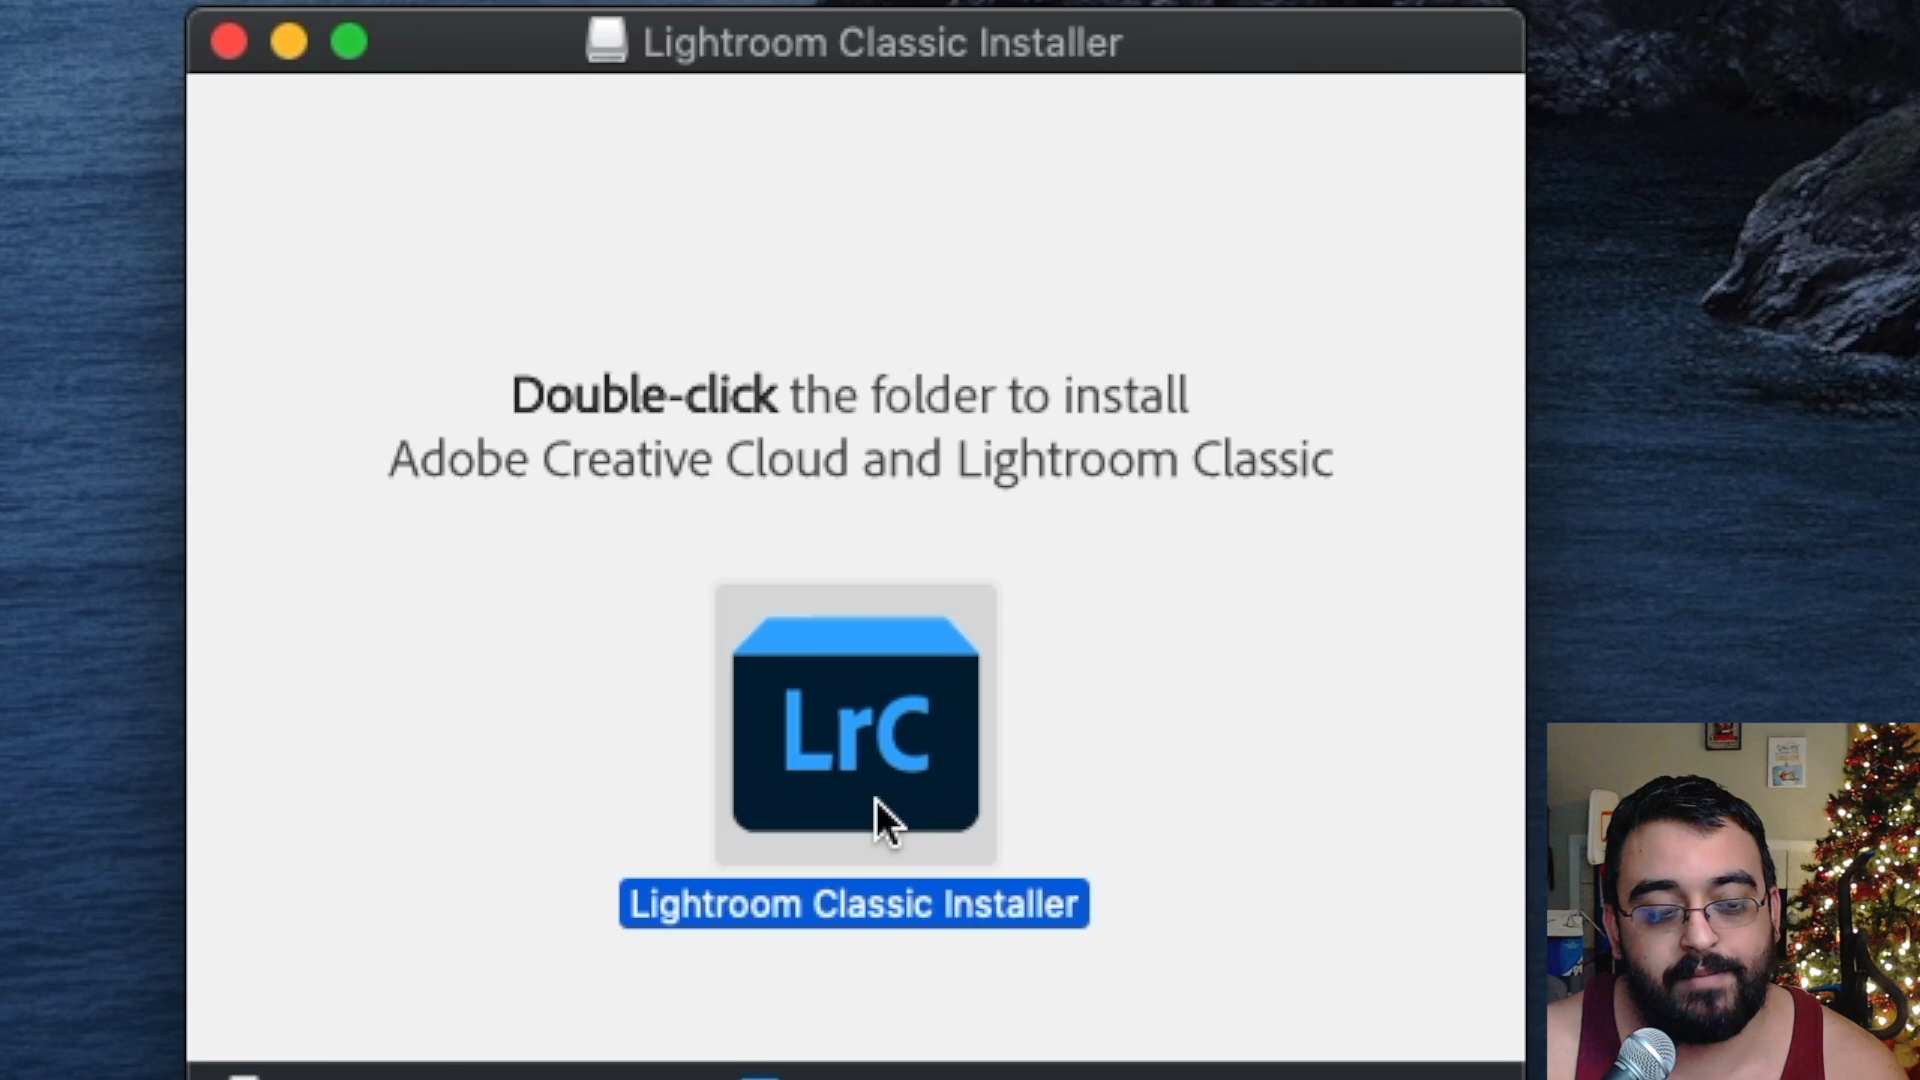 Lightroom Classic Installer
Double-click the folder to install
Adobe Creative Cloud and Lightroom Classic
LrC
Lightroom Classic Installer